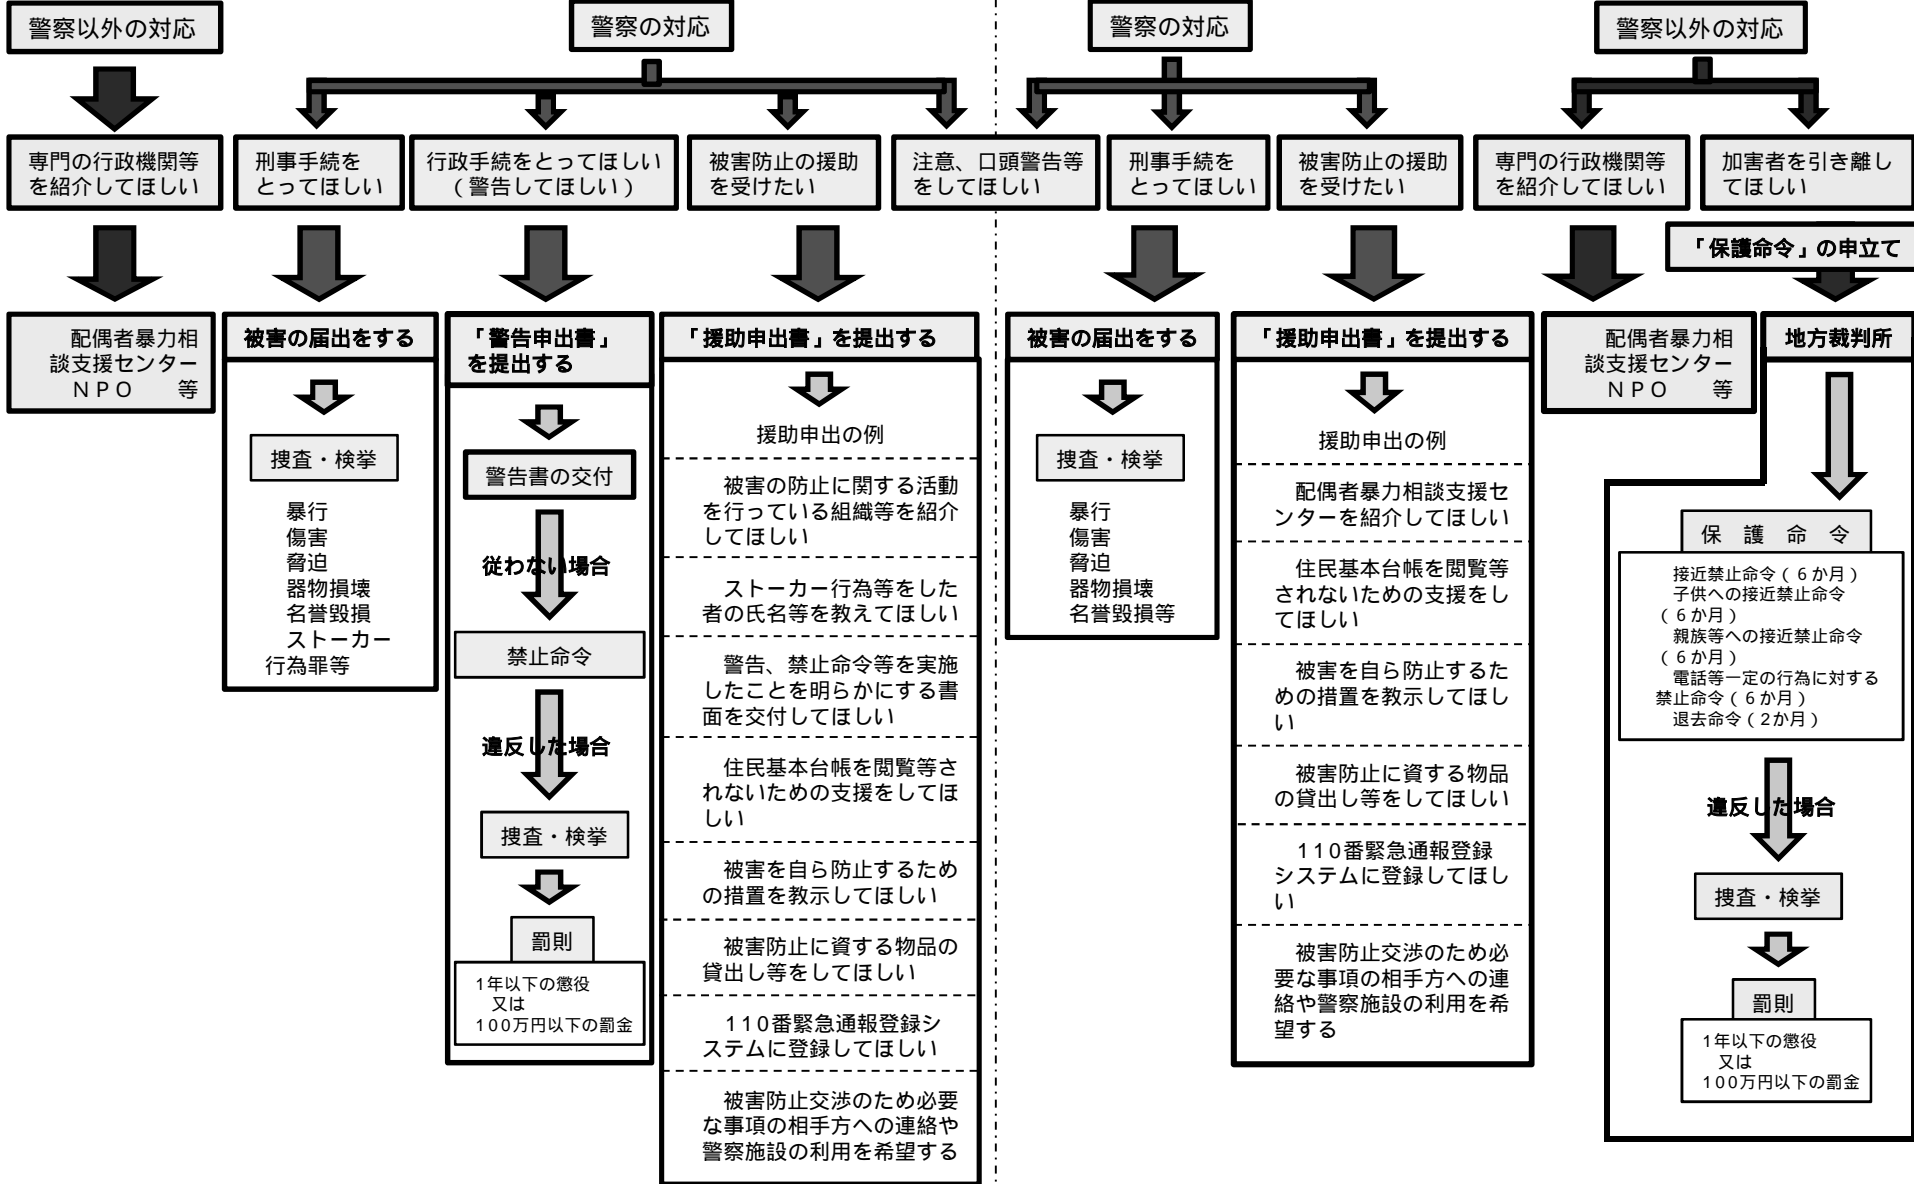 警察以外の対応
警察の対応
警察の対応
警察以外の対応
専門の行政機関等
を紹介してほしい
刑事手続を
とってほしい
行政手続をとってほしい
(警告してほしい)
被害防止の援助
を受けたい
注意、口頭警告等
をしてほしい
刑事手続を
とってほしい
被害防止の援助
を受けたい
専門の行政機関等
を紹介してほしい
加害者を引き離し
てほしい
「保護命令」の申立て
配偶者暴力相
談支援センター
NPO 等
被害の届出をする
捜査・検挙
暴行
傷害
脅迫
器物損壊
名誉毀損
ストーカー
行為罪等
「警告申出書」
を提出する
警告書の交付
従わない場合
禁止命令
違反した場合
捜査・検挙
罰則
1年以下の懲役
又は
100万円以下の罰金
「援助申出書」を提出する
援助申出の例
被害の防止に関する活動
を行っている組織等を紹介
してほしい
ストーカー行為等をした
者の氏名等を教えてほしい
警告、禁止命令等を実施
したことを明らかにする書
面を交付してほしい
住民基本台帳を閲覧等さ
れないための支援をしてほ
しい
被害を自ら防止するため
の措置を教示してほしい
被害防止に資する物品の
貸出し等をしてほしい
110番緊急通報登録シ
ステムに登録してほしい
被害防止交渉のため必要
な事項の相手方への連絡や
警察施設の利用を希望する
被害の届出をする
捜査・検挙
暴行
傷害
脅迫
器物損壊
名誉毀損等
「援助申出書」を提出する
援助申出の例
配偶者暴力相談支援セ
ンターを紹介してほしい
住民基本台帳を閲覧等
されないための支援をし
てほしい
被害を自ら防止するた
めの措置を教示してほし
い
被害防止に資する物品
の貸出し等をしてほしい
110番緊急通報登録
システムに登録してほし
い
被害防止交渉のため必
要な事項の相手方への連
絡や警察施設の利用を希
望する
配偶者暴力相
談支援センター
NPO 等
地方裁判所
保 護 命 令
接近禁止命令(6か月)
子供への接近禁止命令
(6か月)
親族等への接近禁止命令
(6か月)
電話等一定の行為に対する
禁止命令(6か月)
退去命令(2か月)
違反した場合
捜査・検挙
罰則
1年以下の懲役
又は
100万円以下の罰金